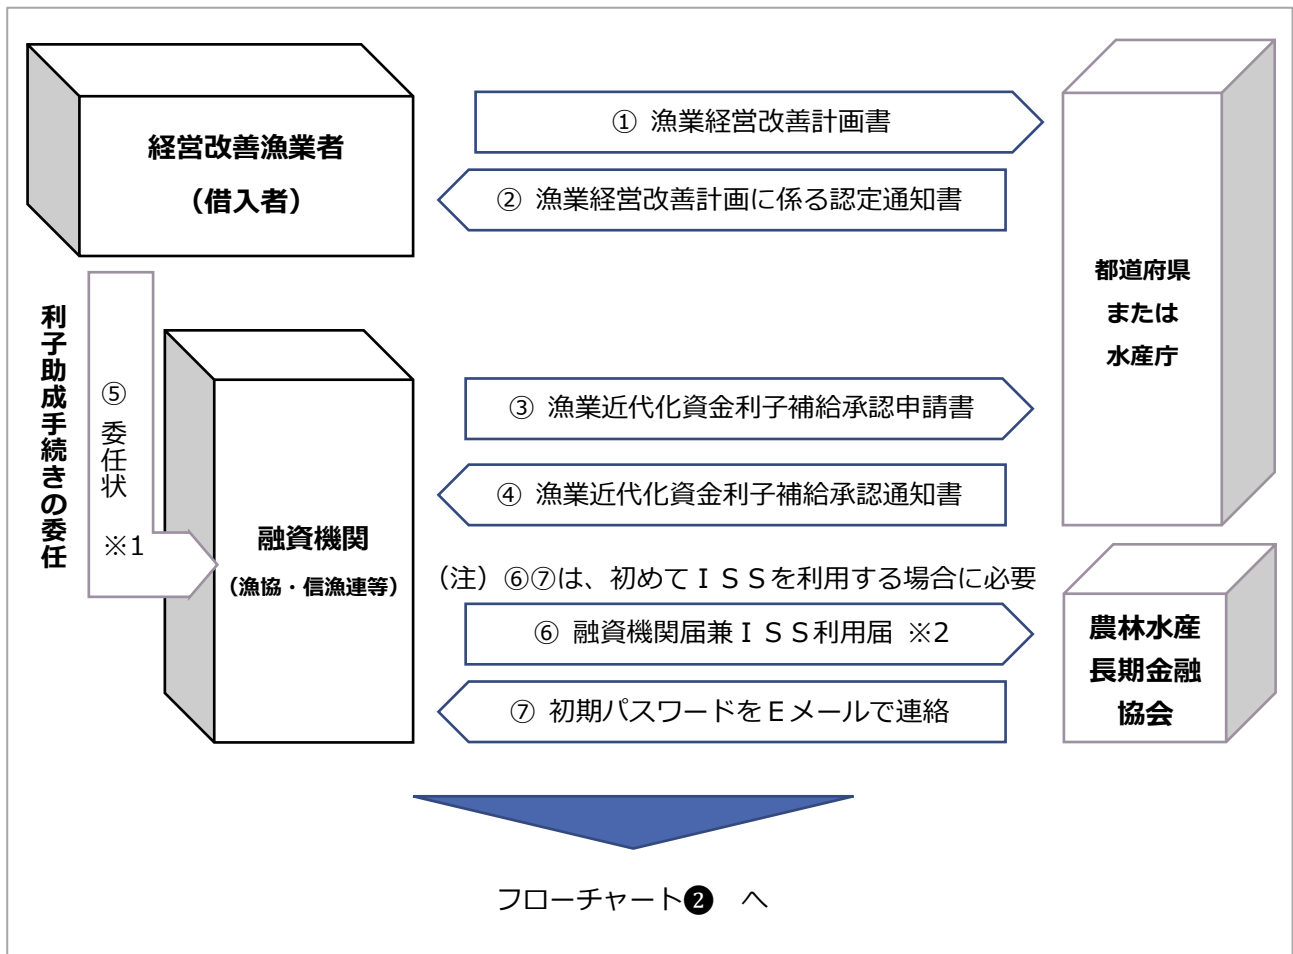 経営改善漁業者
（借入者）
① 漁業経営改善計画書
② 漁業経営改善計画に係る認定通知書
都道府県
または
水産庁
利子助成手続きの委任
⑤委任状
※1
融資機関
（漁協・信漁連等）
③ 漁業近代化資金利子補給承認申請書
④ 漁業近代化資金利子補給承認通知書
（注）⑥⑦は、初めてＩＳＳを利用する場合に必要
⑥ 融資機関届兼ＩＳＳ利用届 ※2
⑦ 初期パスワードをＥメールで連絡
農林水産
長期金融
協会
フローチャート❷　へ